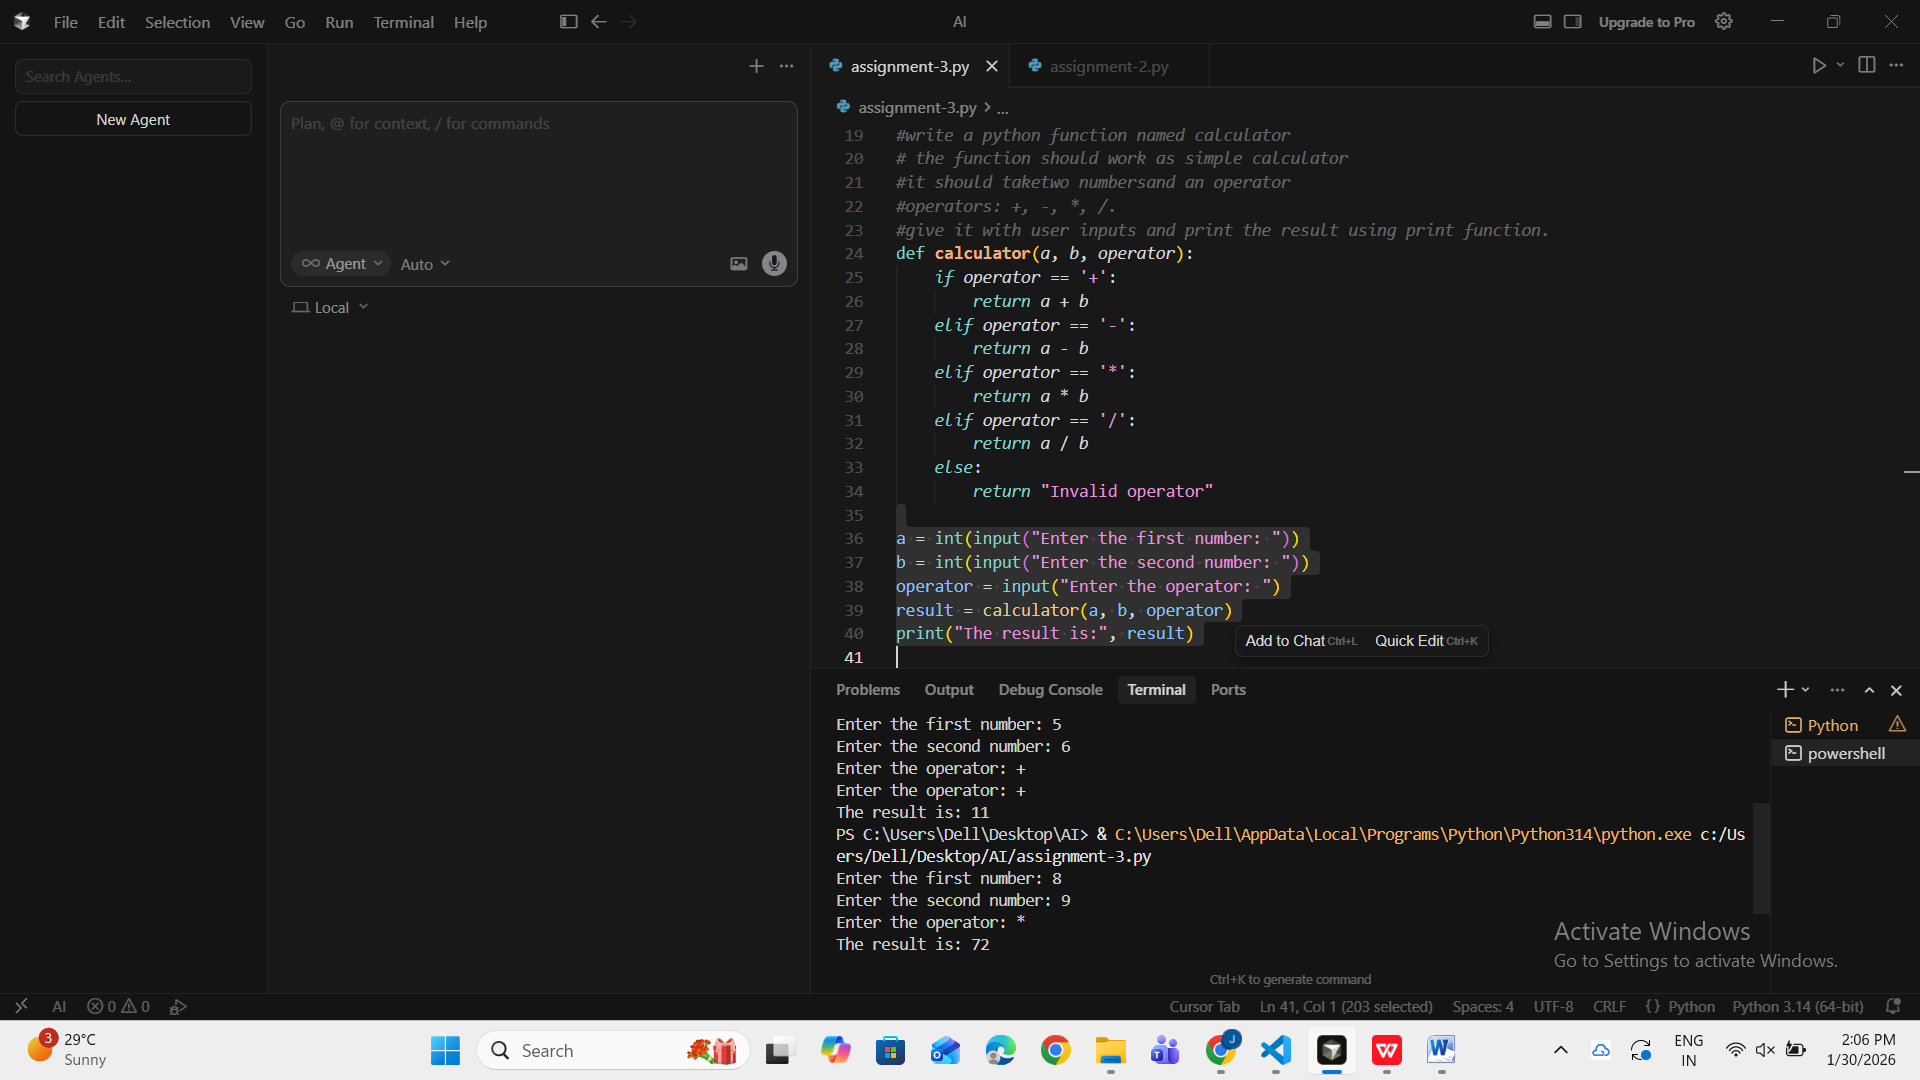 File Edit Selection View Go Run Terminal Help
AI
Upgrade to Pro
Search Agents...
New Agent
Plan, @ for context, / for commands
Agent Auto
Local
assignment-3.py
assignment-2.py
assignment-3.py > ...
19 #write a python function named calculator
20 # the function should work as simple calculator
21 #it should taketwo numbersand an operator
22 #operators: +, -, *, /.
23 #give it with user inputs and print the result using print function.
24 def calculator(a, b, operator):
25 if operator == '+':
26 return a + b
27 elif operator == '-':
28 return a - b
29 elif operator == '*':
30 return a * b
31 elif operator == '/':
32 return a / b
33 else:
34 return "Invalid operator"
35
36 a = int(input("Enter the first number: "))
37 b = int(input("Enter the second number: "))
38 operator = input("Enter the operator: ")
39 result = calculator(a, b, operator)
40 print("The result is:", result)
41
Add to Chat Ctrl+L Quick Edit Ctrl+K
Problems Output Debug Console Terminal Ports
Enter the first number: 5
Enter the second number: 6
Enter the operator: +
Enter the operator: +
The result is: 11
PS C:\Users\Dell\Desktop\AI> & C:\Users\Dell\AppData\Local\Programs\Python\Python314\python.exe c:/Us
ers/Dell/Desktop/AI/assignment-3.py
Enter the first number: 8
Enter the second number: 9
Enter the operator: *
The result is: 72
Python
powershell
Ctrl+K to generate command
Activate Windows
Go to Settings to activate Windows.
AI 0 0
Cursor Tab Ln 41, Col 1 (203 selected) Spaces: 4 UTF-8 CRLF {} Python Python 3.14 (64-bit)
3
29°C
Sunny
Search
J
ENG
IN
2:06 PM
1/30/2026